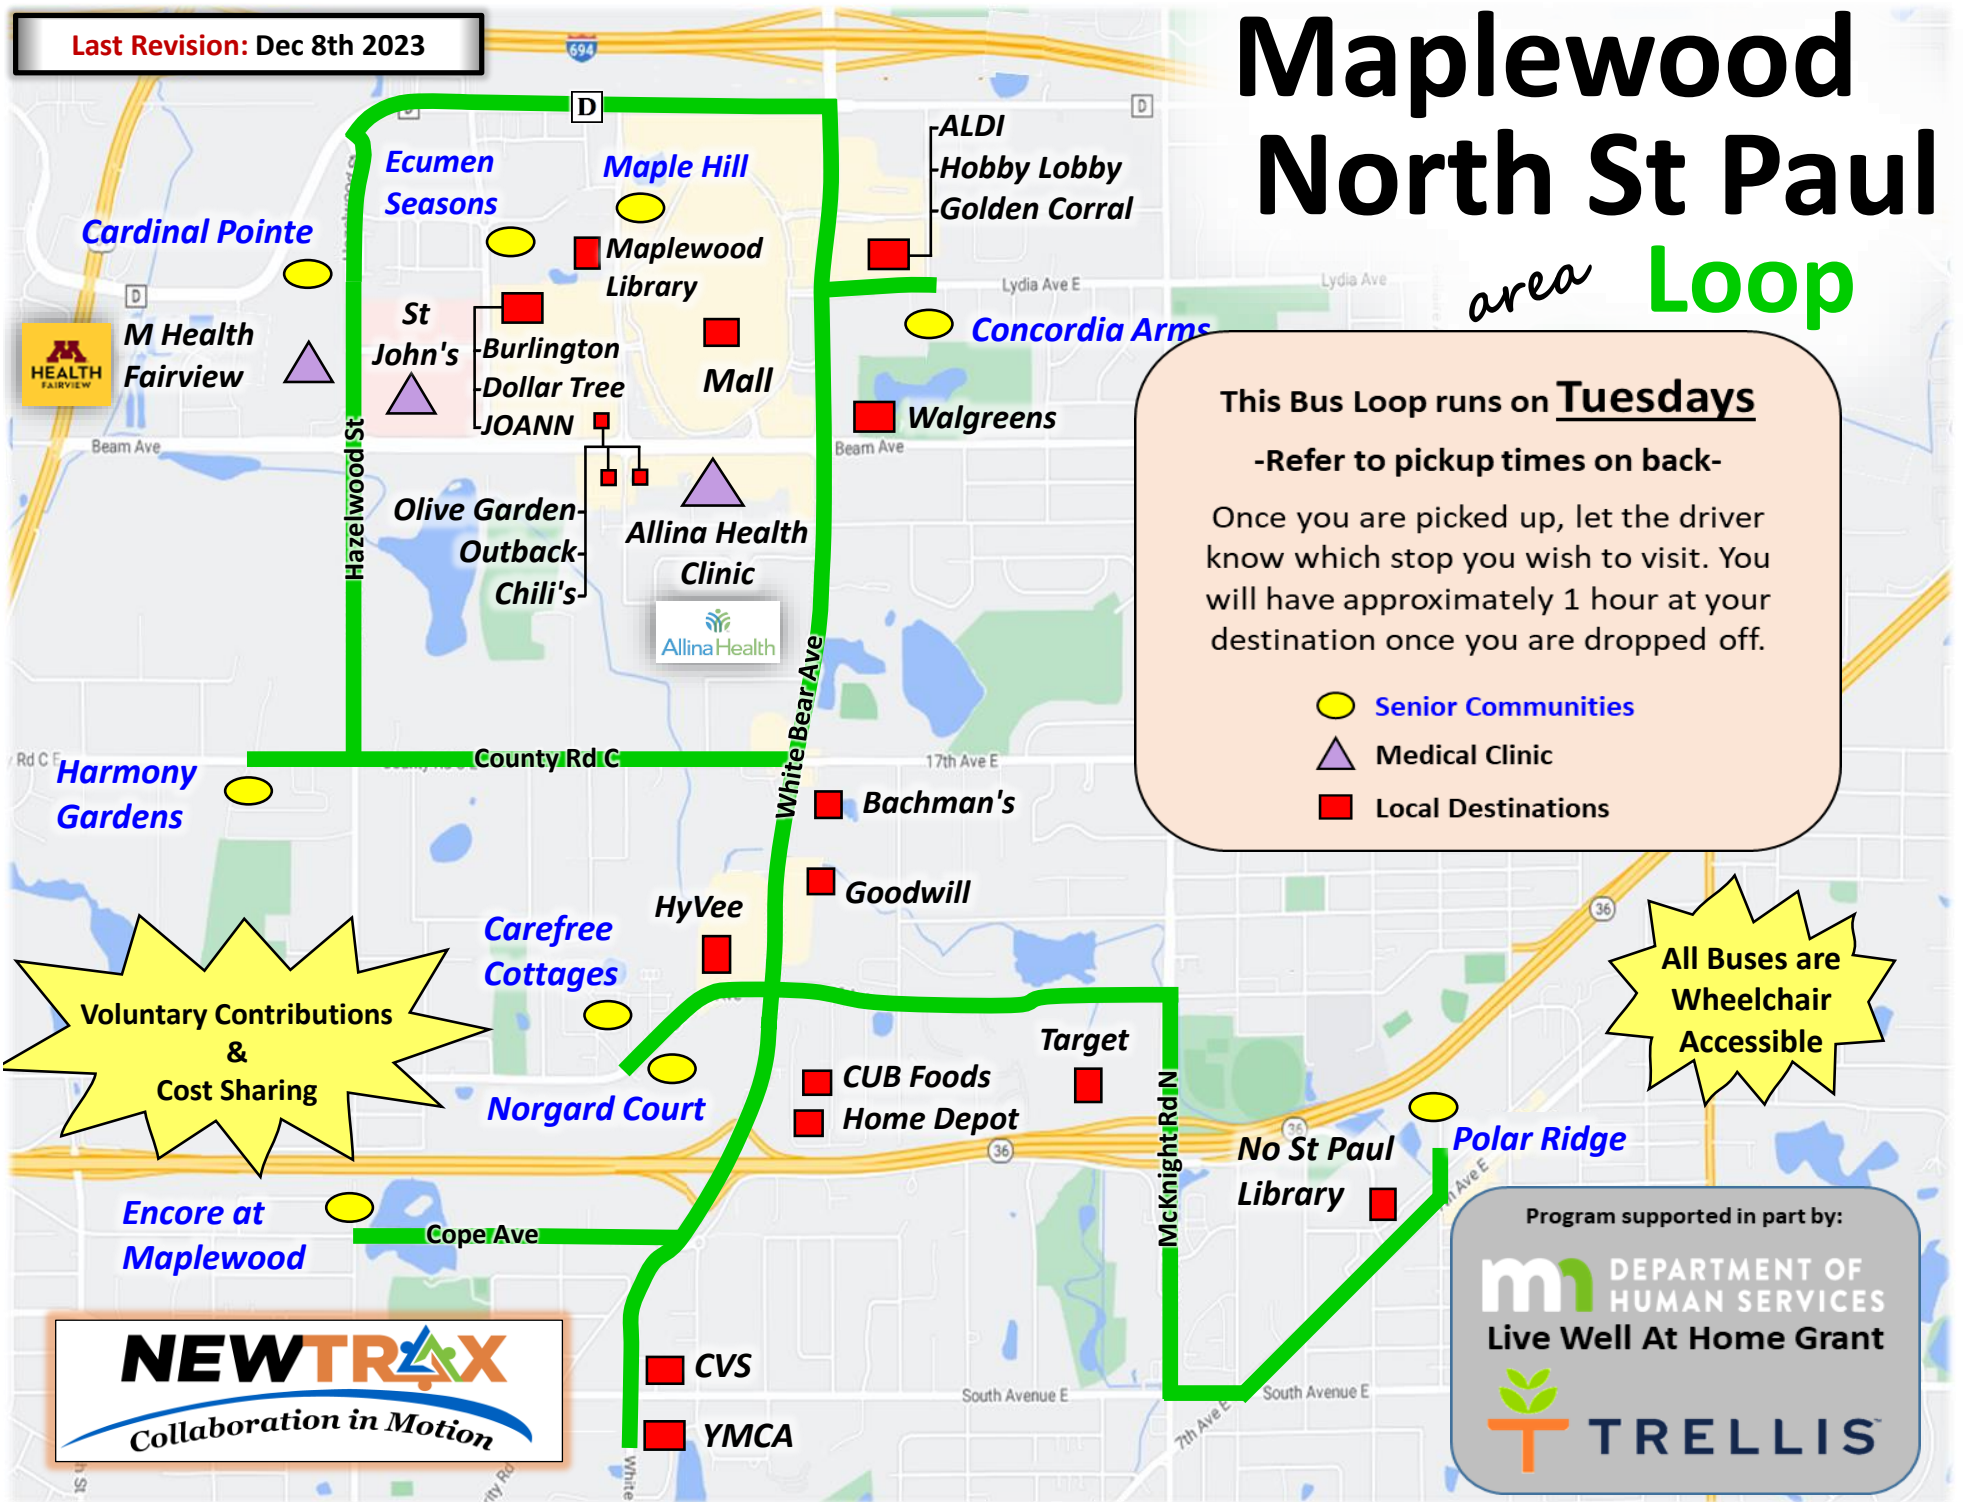 Last Revision: Dec 8th 2023
Maplewood
North St Paul
area Loop
694
D
D
D
ALDI
Hobby Lobby
Golden Corral
Ecumen
Seasons
Maple Hill
Cardinal Pointe
Maplewood
Library
Lydia Ave E
Lydia Ave
Concordia Arms
St
John's
Burlington
Dollar Tree
JOANN
Mall
M
HEALTH
FAIRVIEW
M Health
Fairview
Walgreens
Beam Ave
Beam Ave
Hazelwood St
Olive Garden
Outback
Chili's
Allina Health
Clinic
Allina Health
White Bear Ave
This Bus Loop runs on Tuesdays
-Refer to pickup times on back-
Once you are picked up, let the driver
know which stop you wish to visit. You
will have approximately 1 hour at your
destination once you are dropped off.
Senior Communities
Medical Clinic
Local Destinations
Rd C E
County Rd C
17th Ave E
Harmony
Gardens
Bachman's
Goodwill
HyVee
Carefree
Cottages
36
All Buses are
Wheelchair
Accessible
Voluntary Contributions
&
Cost Sharing
Target
CUB Foods
Home Depot
Norgard Court
McKnight Rd N
36
36
No St Paul
Library
Polar Ridge
Ave E
Encore at
Maplewood
Cope Ave
Program supported in part by:
mn DEPARTMENT OF
HUMAN SERVICES
Live Well At Home Grant
TRELLIS
NEWTRAX
Collaboration in Motion
CVS
YMCA
South Avenue E
South Avenue E
7th Ave E
White